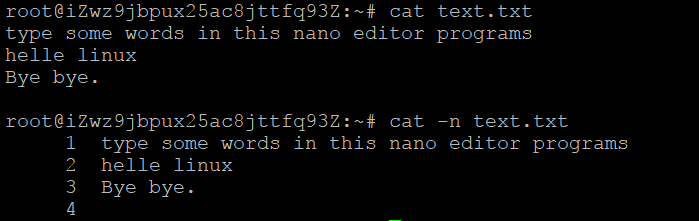 root@iZwz9jbpux25ac8jttfq93Z:~# cat text.txt
type some words in this nano editor programs
helle linux
Bye bye.

root@iZwz9jbpux25ac8jttfq93Z:~# cat -n text.txt
     1  type some words in this nano editor programs
     2  helle linux
     3  Bye bye.
     4